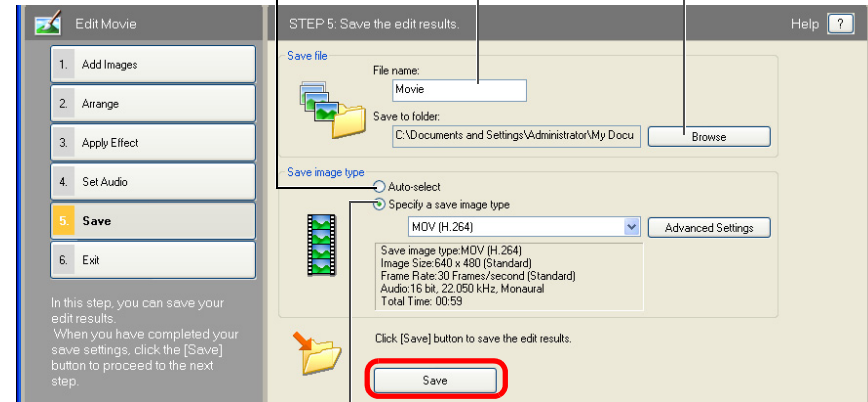 Edit Movie
STEP 5: Save the edit results.
Help ?
1. Add Images
2. Arrange
3. Apply Effect
4. Set Audio
5. Save
6. Exit
In this step, you can save your
edit results.
When you have completed your
save settings, click the [Save]
button to proceed to the next
step.
Save file
File name:
Movie
Save to folder:
C:\Documents and Settings\Administrator\My Docu
Browse
Save image type
Auto-select
Specify a save image type
MOV (H.264)
Advanced Settings
Save image type:MOV (H.264)
Image Size:640 x 480 (Standard)
Frame Rate:30 Frames/second (Standard)
Audio:16 bit, 22.050 kHz, Monaural
Total Time: 00:59
Click [Save] button to save the edit results.
Save